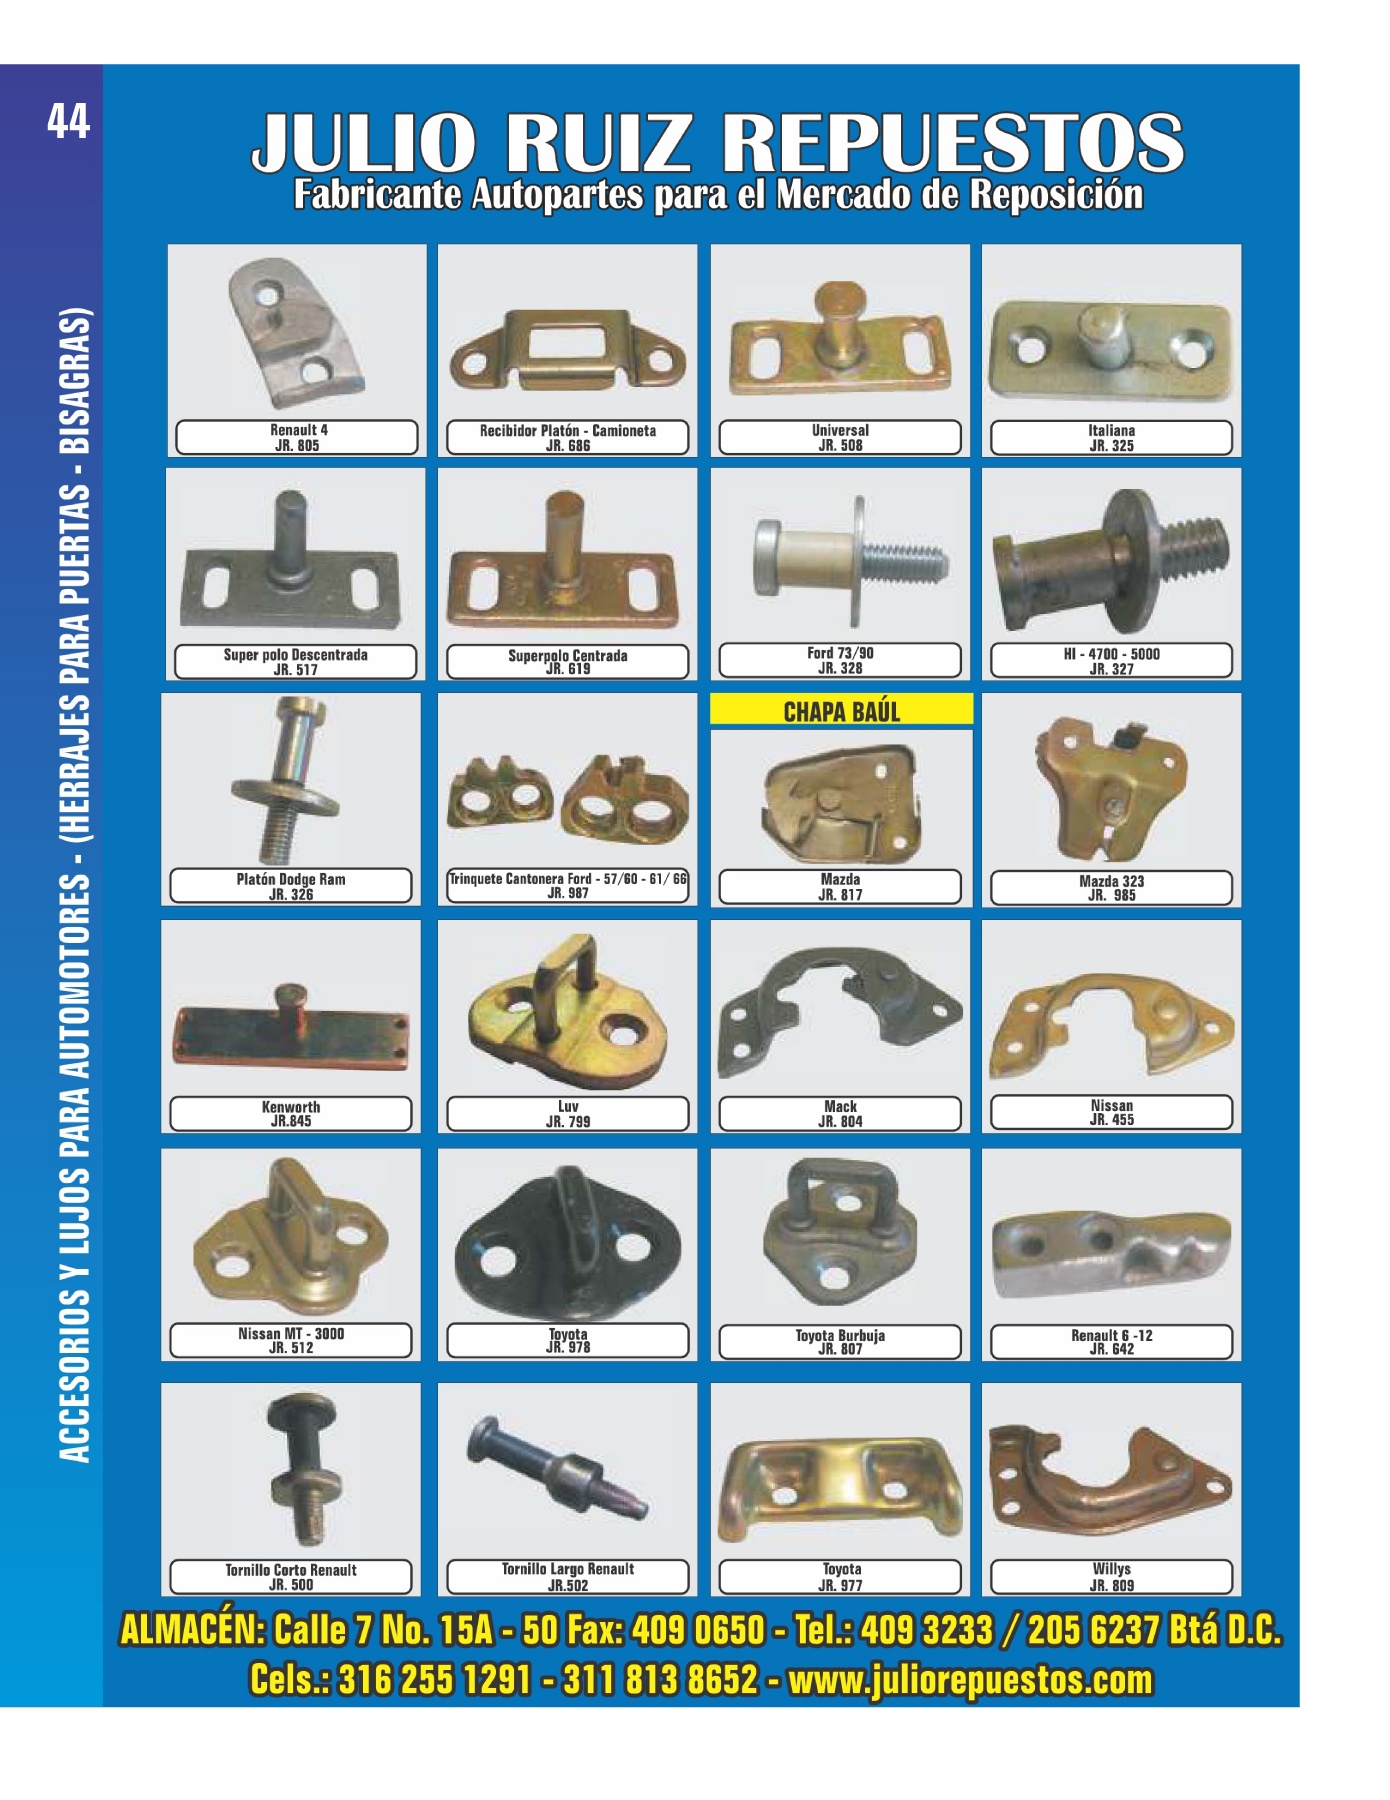 44
ACCESORIOS Y LUJOS PARA AUTOMOTORES - (HERRAJES PARA PUERTAS - BISAGRAS)
JULIO RUIZ REPUESTOS
Fabricante Autopartes para el Mercado de Reposición
Renault 4
JR. 805
Recibidor Platón - Camioneta
JR. 686
Universal
JR. 508
Italiana
JR. 325
Super polo Descentrada
JR. 517
Superpolo Centrada
JR. 619
Ford 73/90
JR. 328
HI - 4700 - 5000
JR. 327
Platón Dodge Ram
JR. 326
Trinquete Cantonera Ford - 57/60 - 61/ 66
JR. 987
CHAPA BAÚL
Mazda
JR. 817
Mazda 323
JR. 985
Kenworth
JR.845
Luv
JR. 799
Mack
JR. 804
Nissan
JR. 455
Nissan MT - 3000
JR. 512
Toyota
JR. 978
Toyota Burbuja
JR. 807
Renault 6 -12
JR. 642
Tornillo Corto Renault
JR. 500
Tornillo Largo Renault
JR.502
Toyota
JR. 977
Willys
JR. 809
ALMACÉN: Calle 7 No. 15A - 50 Fax: 409 0650 - Tel.: 409 3233 / 205 6237 Btá D.C.
Cels.: 316 255 1291 - 311 813 8652 - www.juliorepuestos.com